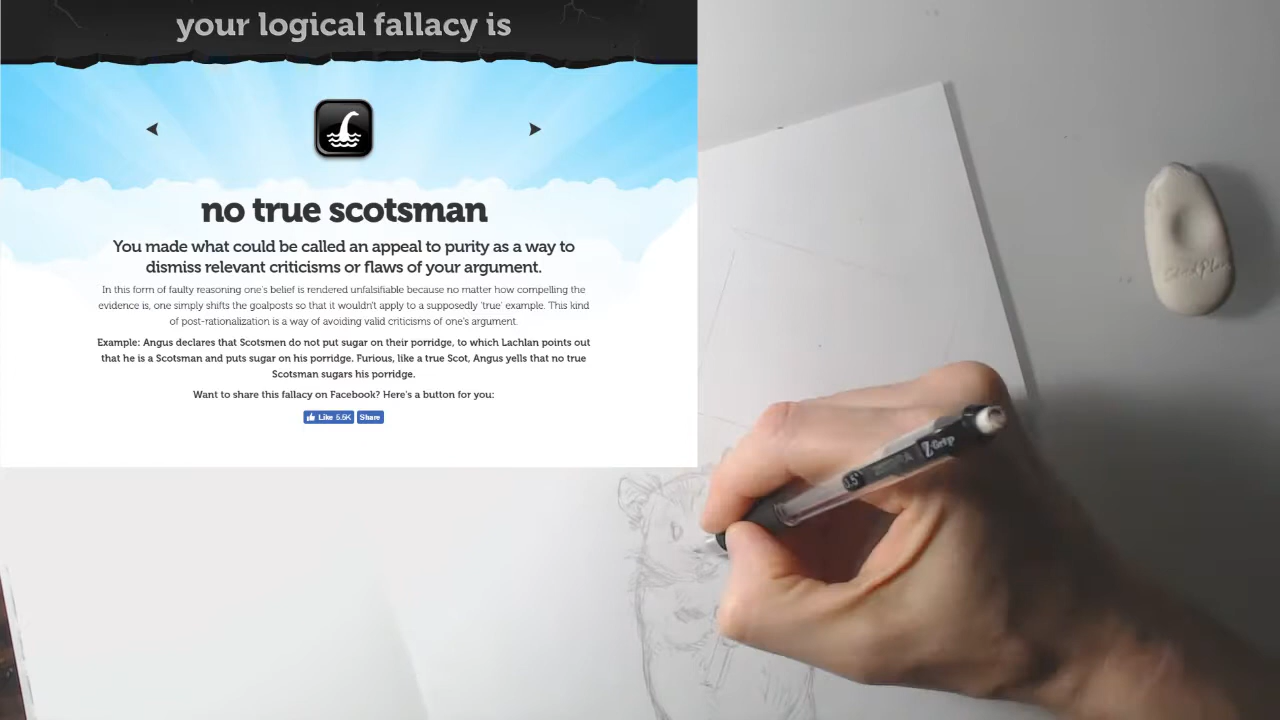 your logical fallacy is
no true scotsman
You made what could be called an appeal to purity as a way to
dismiss relevant criticisms or flaws of your argument.
In this form of faulty reasoning one's belief is rendered unfalsifiable because no matter how compelling the
evidence is, one simply shifts the goalposts so that it wouldn't apply to a supposedly 'true' example. This kind
of post-rationalization is a way of avoiding valid criticisms of one's argument.
Example: Angus declares that Scotsmen do not put sugar on their porridge, to which Lachlan points out
that he is a Scotsman and puts sugar on his porridge. Furious, like a true Scot, Angus yells that no true
Scotsman sugars his porridge.
Want to share this fallacy on Facebook? Here's a button for you:
Like 5.5K Share
0.5 Z-Grip